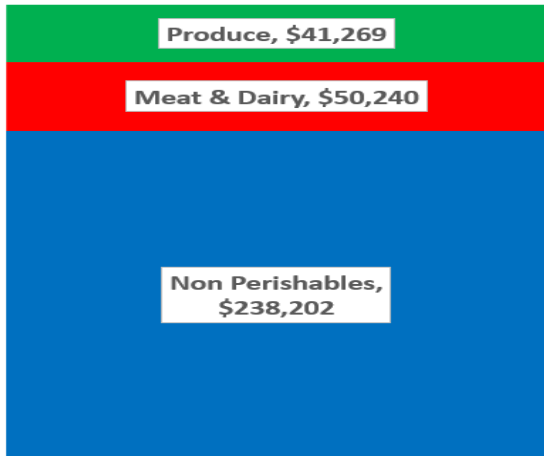 Produce, $41,269
Meat & Dairy, $50,240
Non Perishables,
$238,202